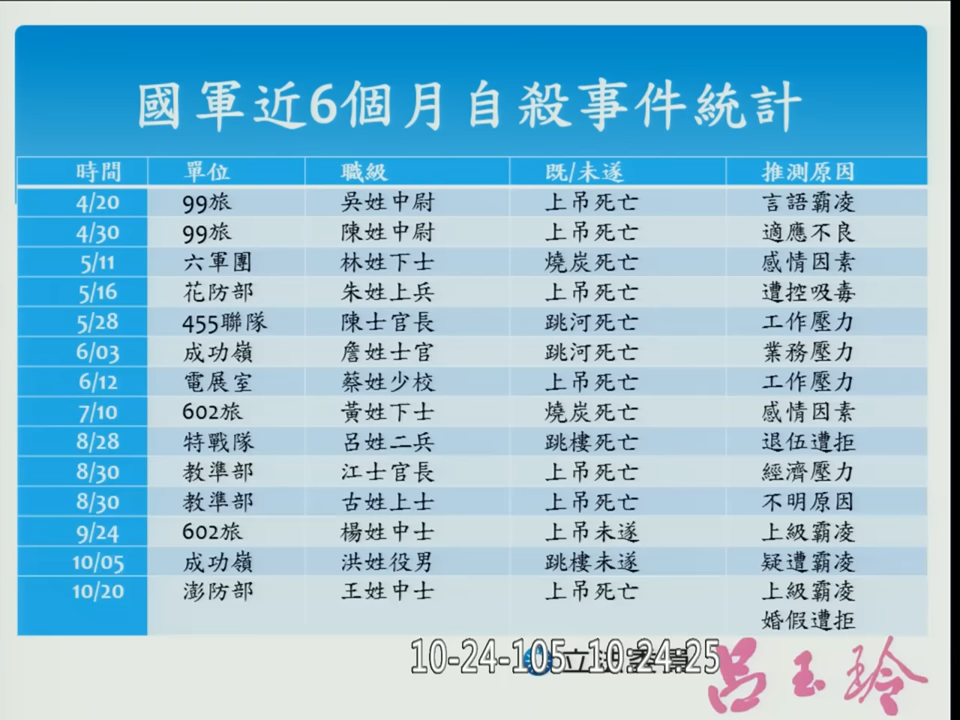 國軍近6個月自殺事件統計
時間 單位 職級 既/未遂 推測原因
4/20 99旅 吳姓中尉 上吊死亡 言語霸凌
4/30 99旅 陳姓中尉 上吊死亡 適應不良
5/11 六軍團 林姓下士 燒炭死亡 感情因素
5/16 花防部 朱姓上兵 上吊死亡 遭控吸毒
5/28 455聯隊 陳士官長 跳河死亡 工作壓力
6/03 成功嶺 詹姓士官 跳河死亡 業務壓力
6/12 電展室 蔡姓少校 上吊死亡 工作壓力
7/10 602旅 黃姓下士 燒炭死亡 感情因素
8/28 特戰隊 呂姓二兵 跳樓死亡 退伍遭拒
8/30 教準部 江士官長 上吊死亡 經濟壓力
8/30 教準部 古姓上士 上吊死亡 不明原因
9/24 602旅 楊姓中士 上吊未遂 上級霸凌
10/05 成功嶺 洪姓役男 跳樓未遂 疑遭霸凌
10/20 澎防部 王姓中士 上吊死亡 上級霸凌
婚假遭拒
10-24-105 10:24:25
呂玉玲